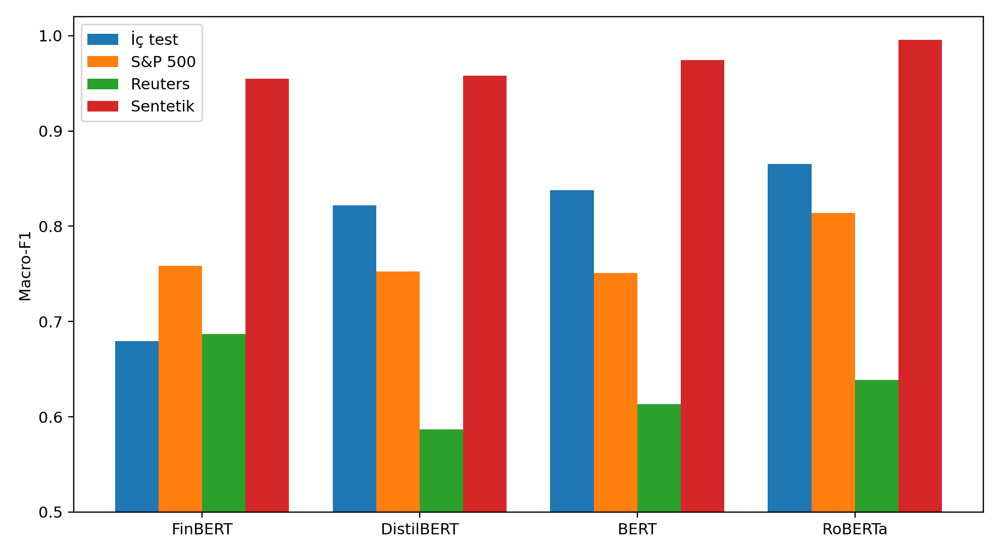 İç test
S&P 500
Reuters
Sentetik
Macro-F1
1.0
0.9
0.8
0.7
0.6
0.5
FinBERT
DistilBERT
BERT
RoBERTa